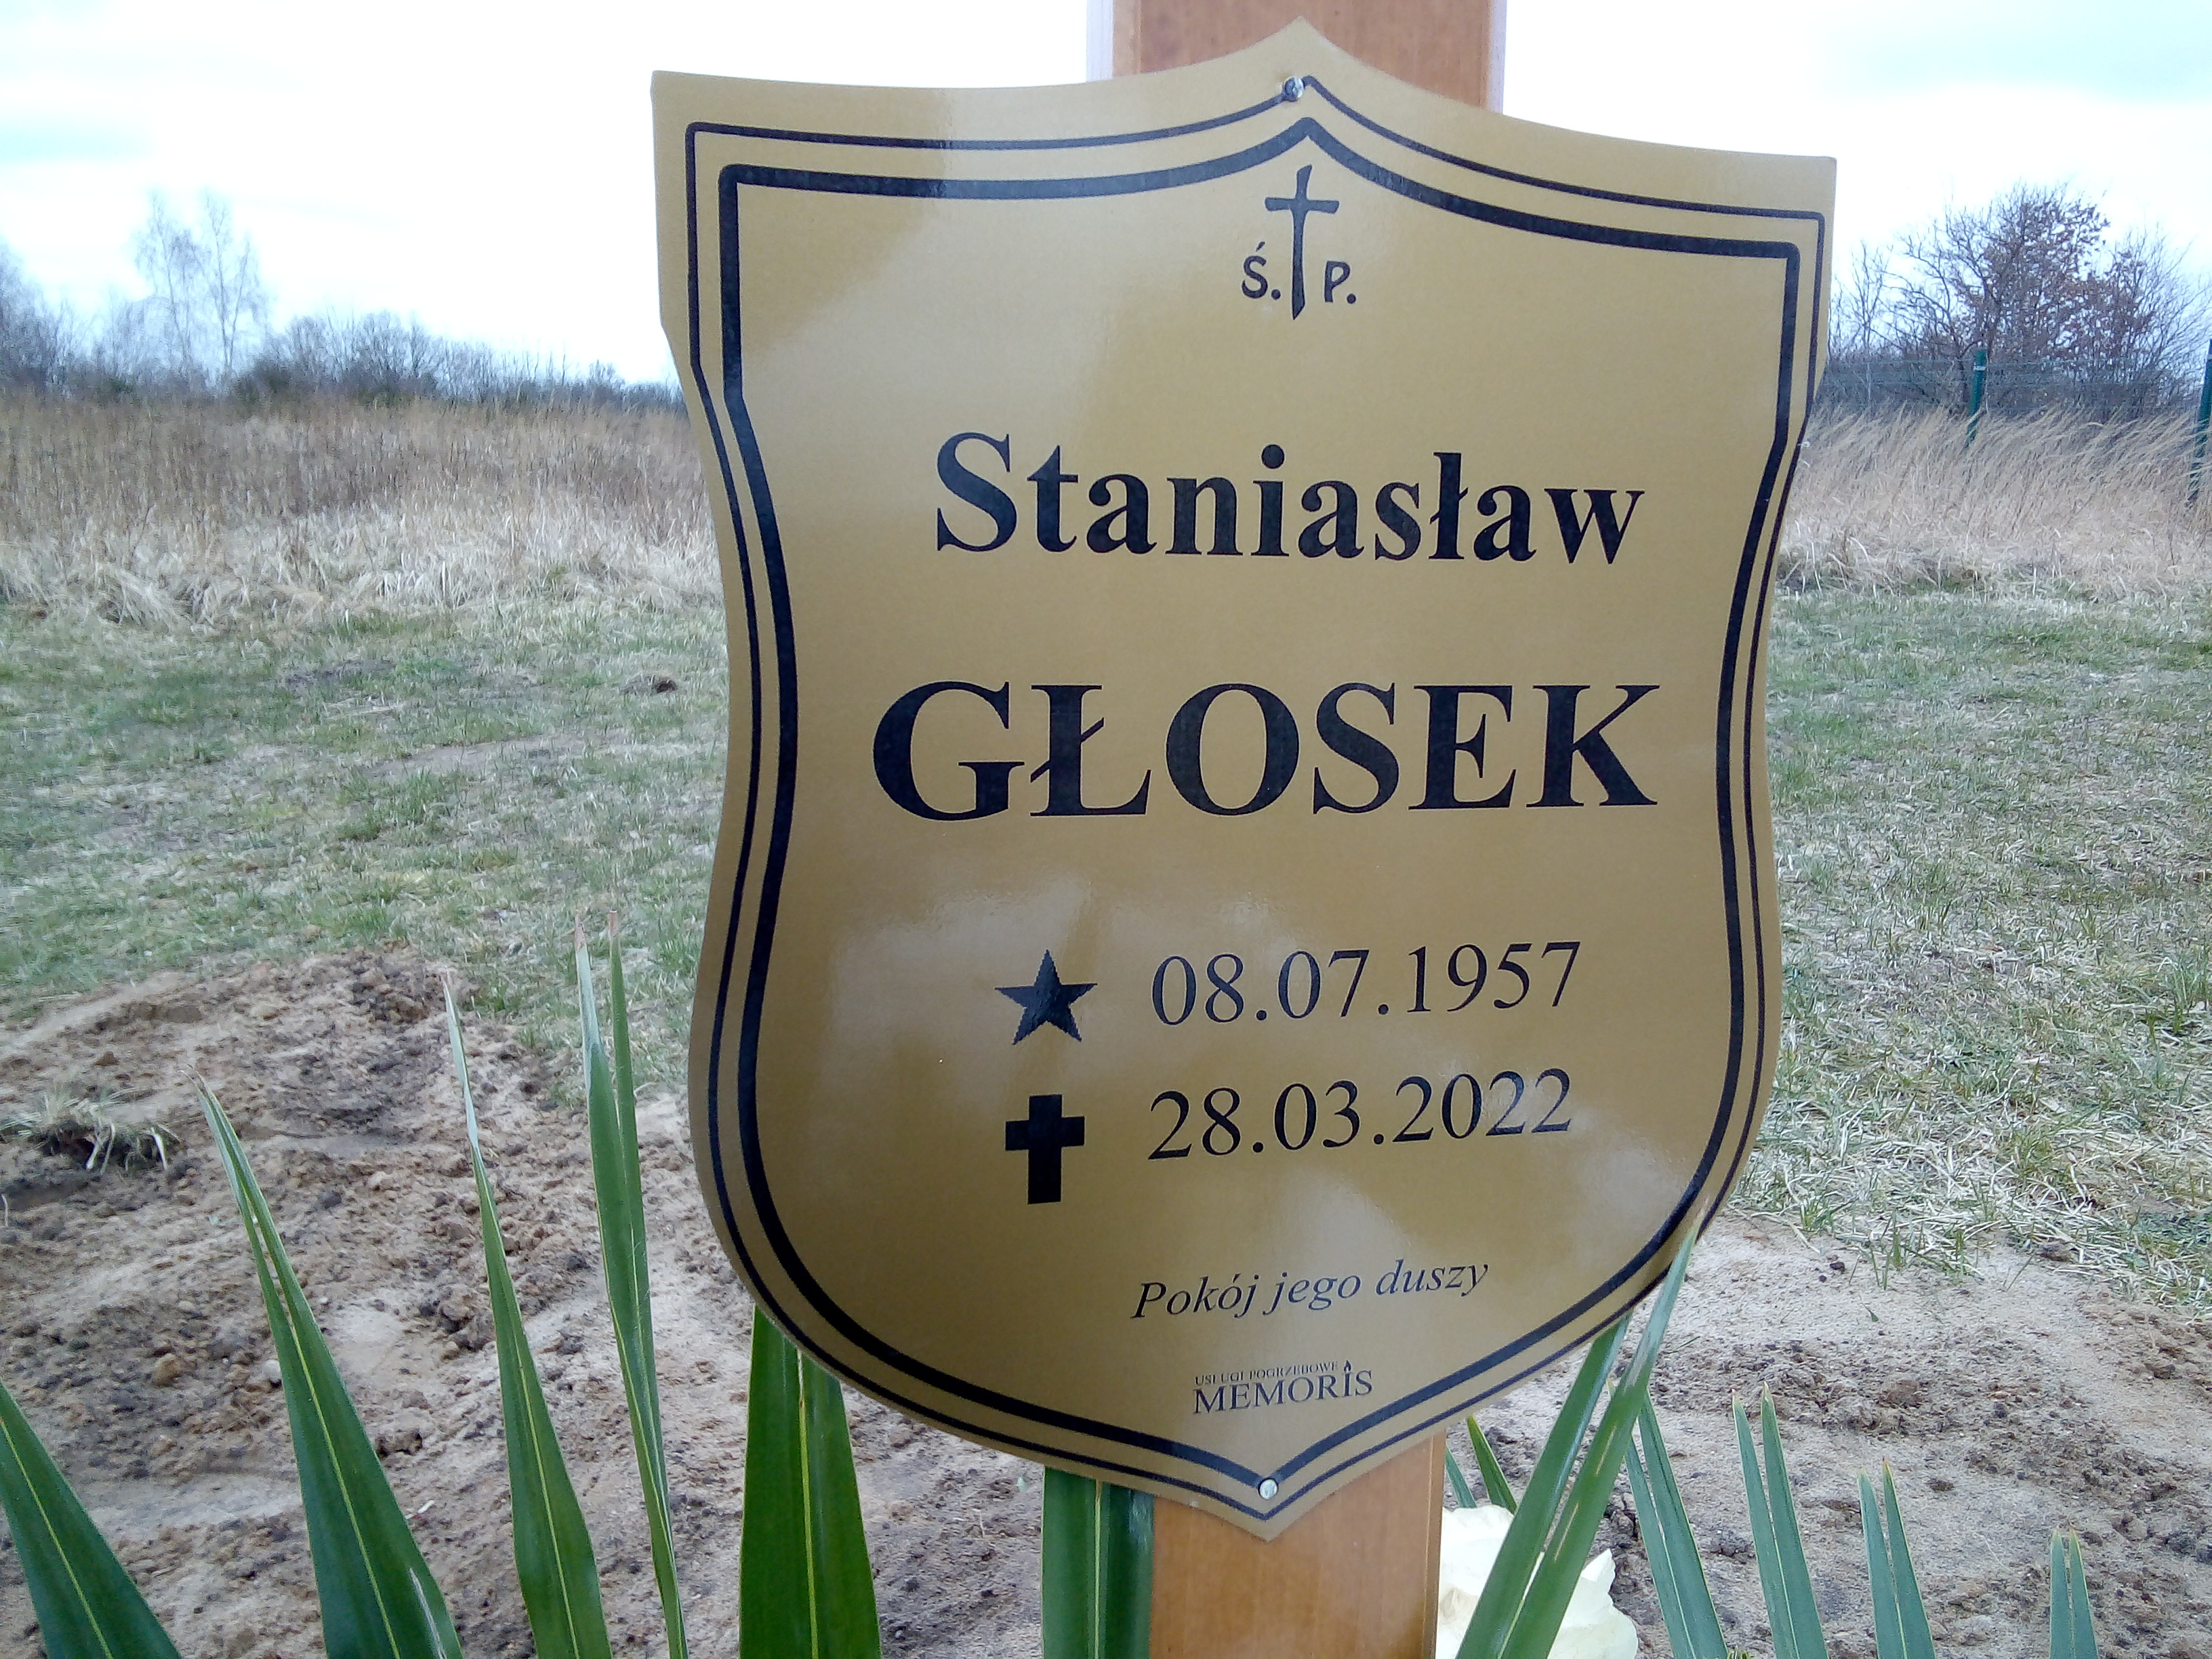 Ś. P.
Staniasław
GŁOSEK
08.07.1957
28.03.2022
Pokój jego duszy
USŁUGI POGRZEBOWE
MEMORIS